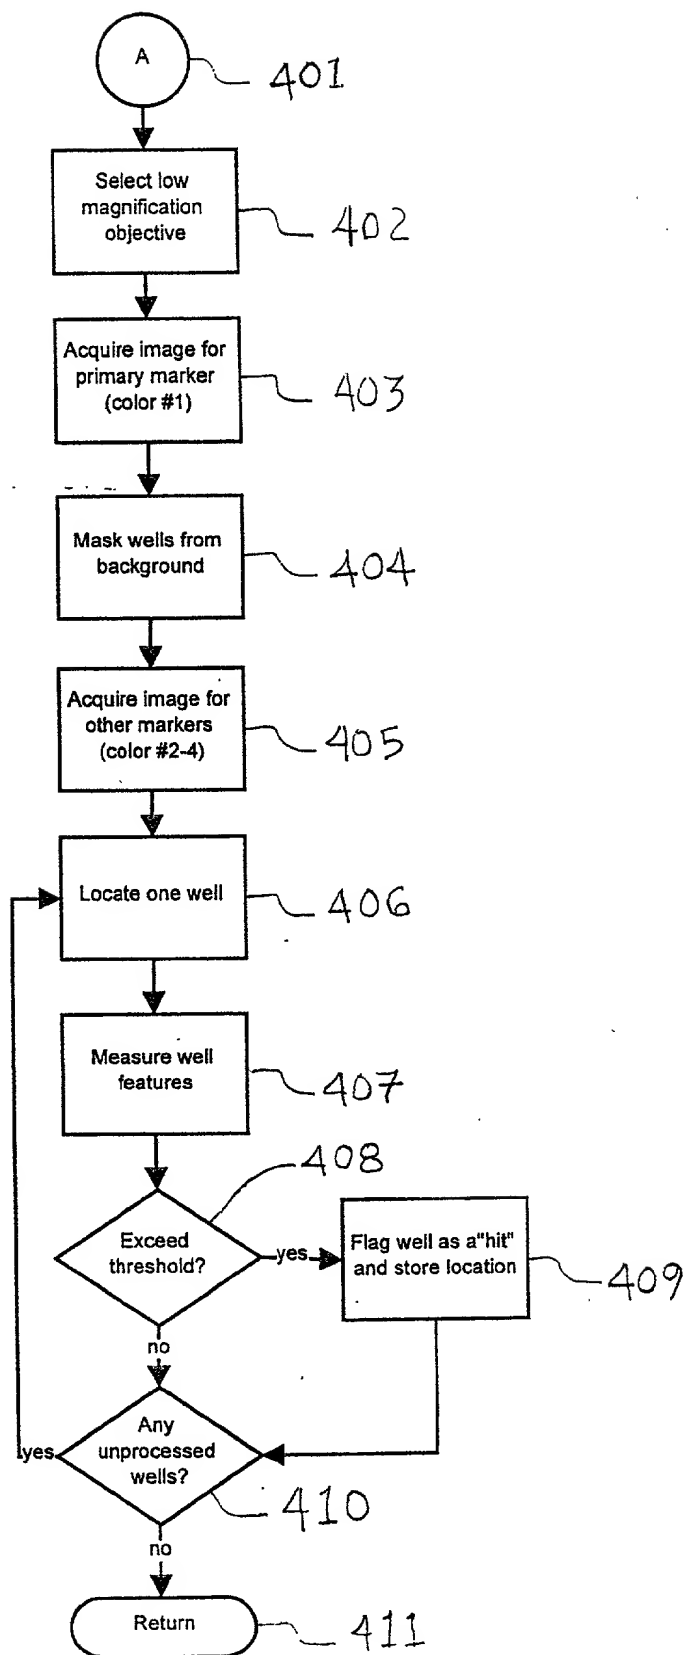 A
401
Select low
magnification
objective
402
Acquire image for
primary marker
(color #1)
403
Mask wells from
background
404
Acquire image for
other markers
(color #2-4)
405
Locate one well
406
Measure well
features
407
408
Exceed
threshold?
yes
Flag well as a"hit"
and store location
409
no
Any
unprocessed
wells?
yes
410
no
Return
411